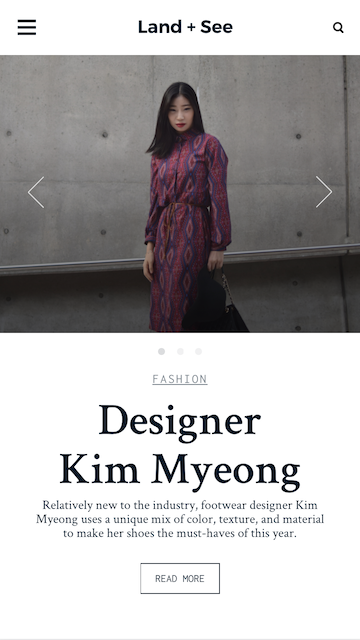 Land + See
FASHION
Designer
Kim Myeong
Relatively new to the industry, footwear designer Kim
Myeong uses a unique mix of color, texture, and material
to make her shoes the must-haves of this year.
READ MORE